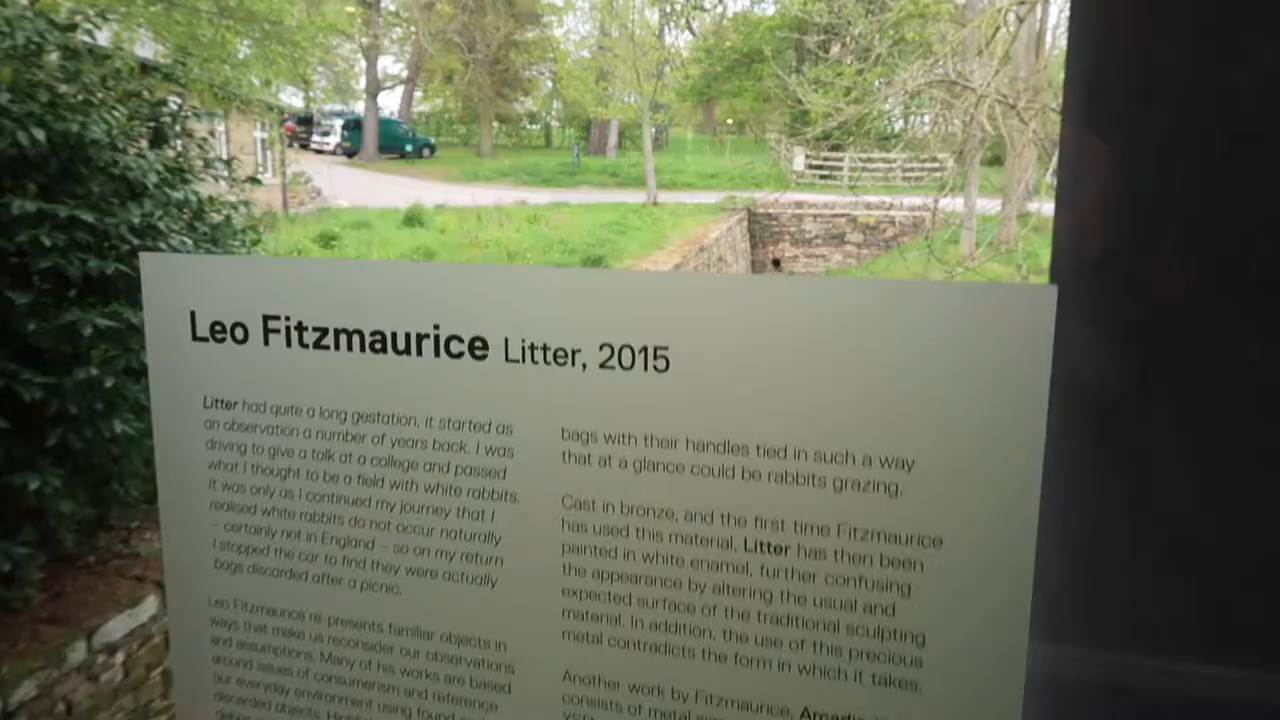 Leo Fitzmaurice Litter, 2015
Litter had quite a long gestation, it started as
an observation a number of years back. I was
driving to give a talk at a college and passed
what I thought to be a field with white rabbits.
It was only as I continued my journey that I
realised white rabbits do not occur naturally
– certainly not in England – so on my return
I stopped the car to find they were actually
bags discarded after a picnic.
Leo Fitzmaurice re-presents familiar objects in
ways that make us reconsider our observations
and assumptions. Many of his works are based
around issues of consumerism and reference
our everyday environment using found and
discarded objects.
bags with their handles tied in such a way
that at a glance could be rabbits grazing.
Cast in bronze, and the first time Fitzmaurice
has used this material, Litter has then been
painted in white enamel, further confusing
the appearance by altering the usual and
expected surface of the traditional sculpting
material. In addition, the use of this precious
metal contradicts the form in which it takes.
Another work by Fitzmaurice,
consists of metal